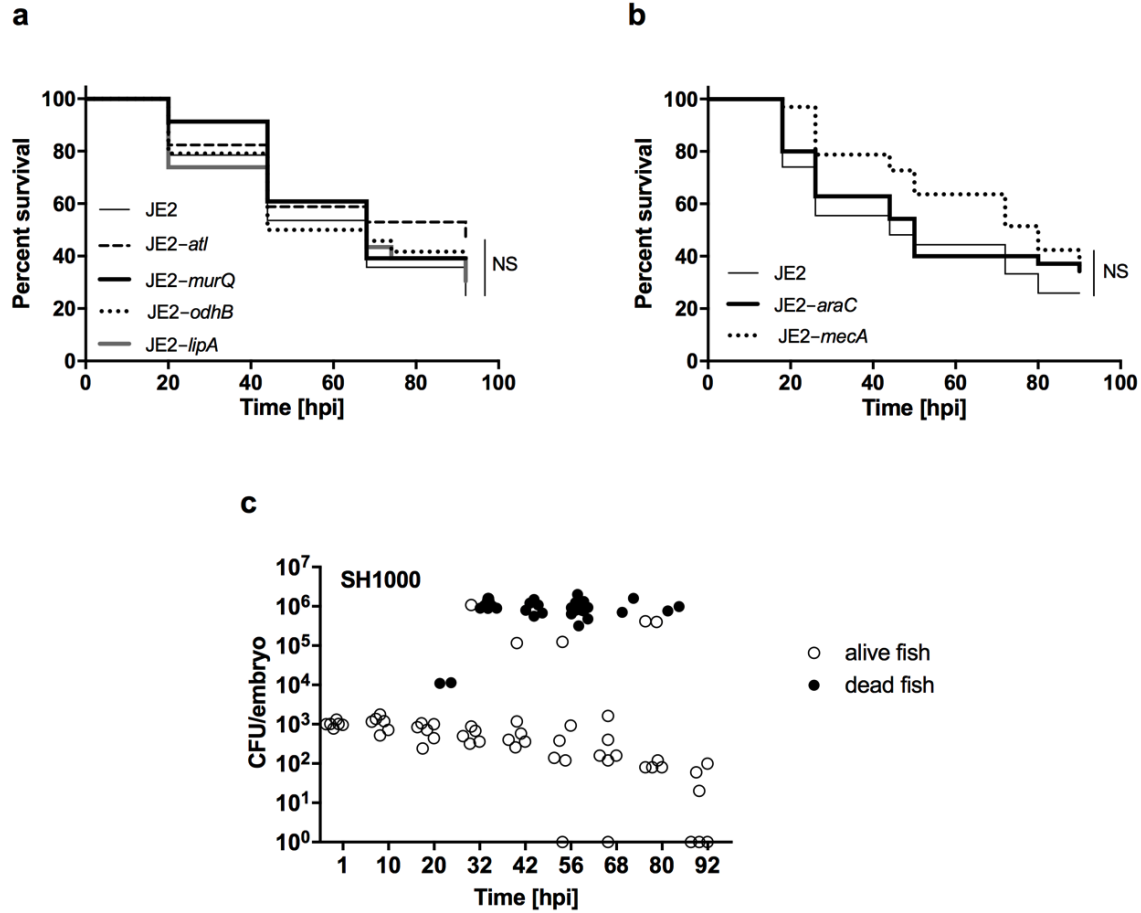 a
100
80
60
40
20
0
Percent survival
JE2
JE2–atl
JE2–murQ
JE2–odhB
JE2–lipA
NS
0 20 40 60 80 100
Time [hpi]
b
100
80
60
40
20
0
Percent survival
JE2
JE2–araC
JE2–mecA
NS
0 20 40 60 80 100
Time [hpi]
c
SH1000
10⁷
10⁶
10⁵
10⁴
10³
10²
10¹
10⁰
CFU/embryo
1 10 20 32 42 56 68 80 92
Time [hpi]
alive fish
dead fish